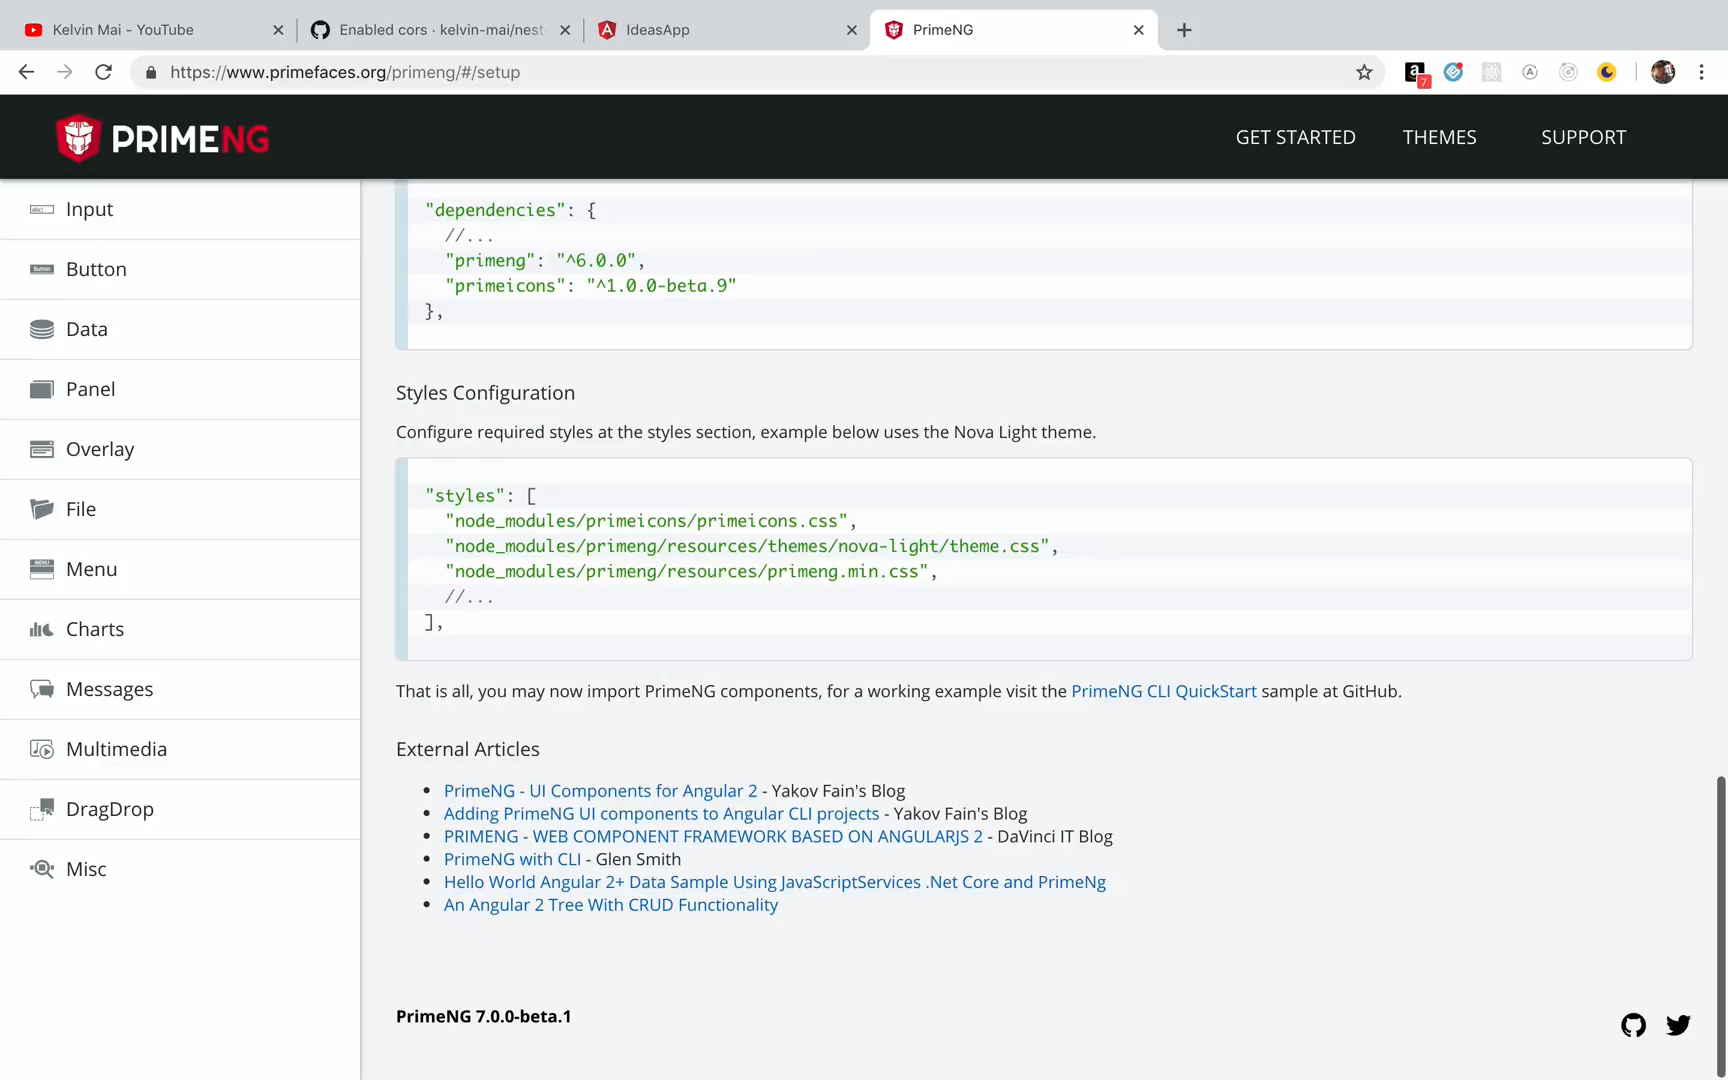 Kelvin Mai - YouTube
Enabled cors · kelvin-mai/nest-
IdeasApp
PrimeNG
https://www.primefaces.org/primeng/#/setup
7
PRIMENG
GET STARTED
THEMES
SUPPORT
Input
Button
Data
Panel
Overlay
File
Menu
Charts
Messages
Multimedia
DragDrop
Misc
"dependencies": {
//...
"primeng": "^6.0.0",
"primeicons": "^1.0.0-beta.9"
},
Styles Configuration
Configure required styles at the styles section, example below uses the Nova Light theme.
"styles": [
"node_modules/primeicons/primeicons.css",
"node_modules/primeng/resources/themes/nova-light/theme.css",
"node_modules/primeng/resources/primeng.min.css",
//...
],
That is all, you may now import PrimeNG components, for a working example visit the PrimeNG CLI QuickStart sample at GitHub.
External Articles
PrimeNG - UI Components for Angular 2 - Yakov Fain's Blog
Adding PrimeNG UI components to Angular CLI projects - Yakov Fain's Blog
PRIMENG - WEB COMPONENT FRAMEWORK BASED ON ANGULARJS 2 - DaVinci IT Blog
PrimeNG with CLI - Glen Smith
Hello World Angular 2+ Data Sample Using JavaScriptServices .Net Core and PrimeNg
An Angular 2 Tree With CRUD Functionality
PrimeNG 7.0.0-beta.1